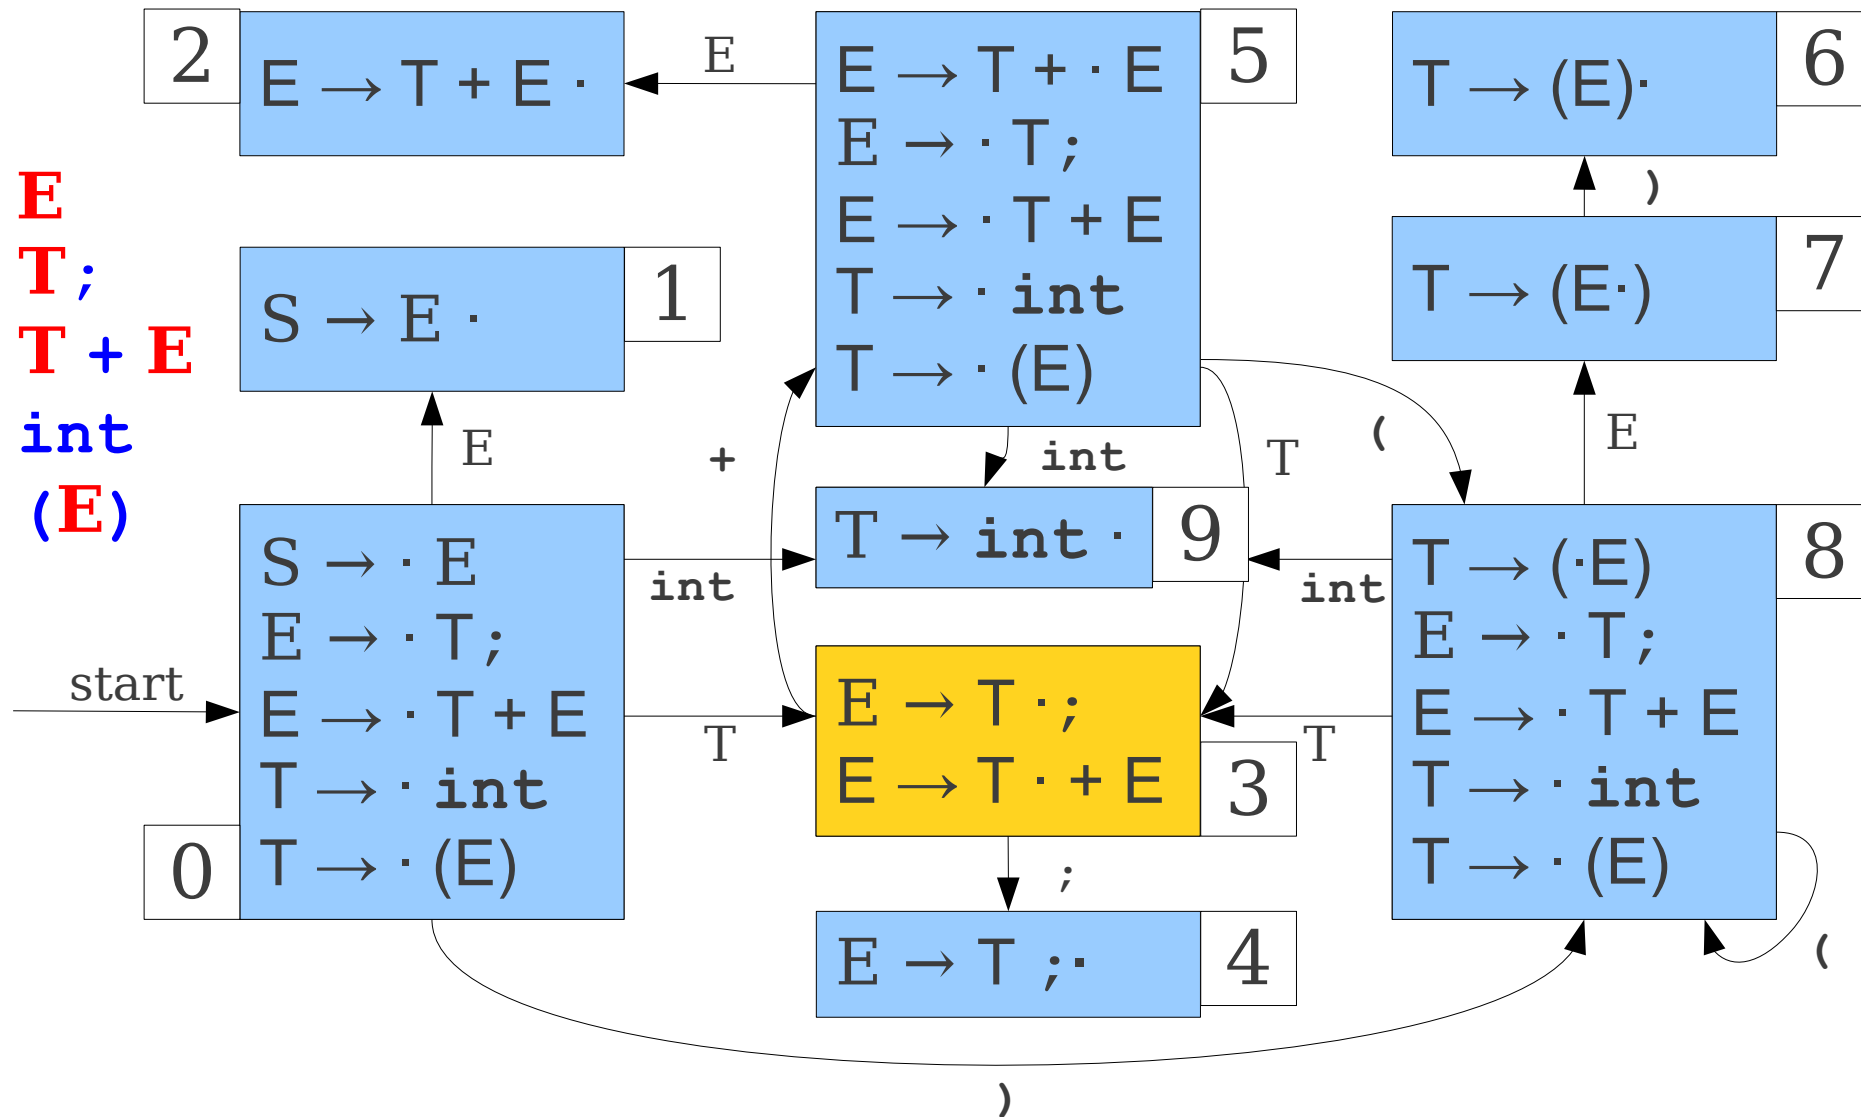 2
E → T + E ·
E
5
E → T + · E
E → · T ;
E → · T + E
T → · int
T → · (E)
6
T → (E)·
)
7
T → (E·)
E
E
T ;
T + E
int
(E)
1
S → E ·
E
+
int
T
(
9
T → int ·
0
S → · E
E → · T ;
E → · T + E
T → · int
T → · (E)
start
int
T
3
E → T · ;
E → T · + E
;
4
E → T ; ·
int
T
8
T → (·E)
E → · T ;
E → · T + E
T → · int
T → · (E)
(
)